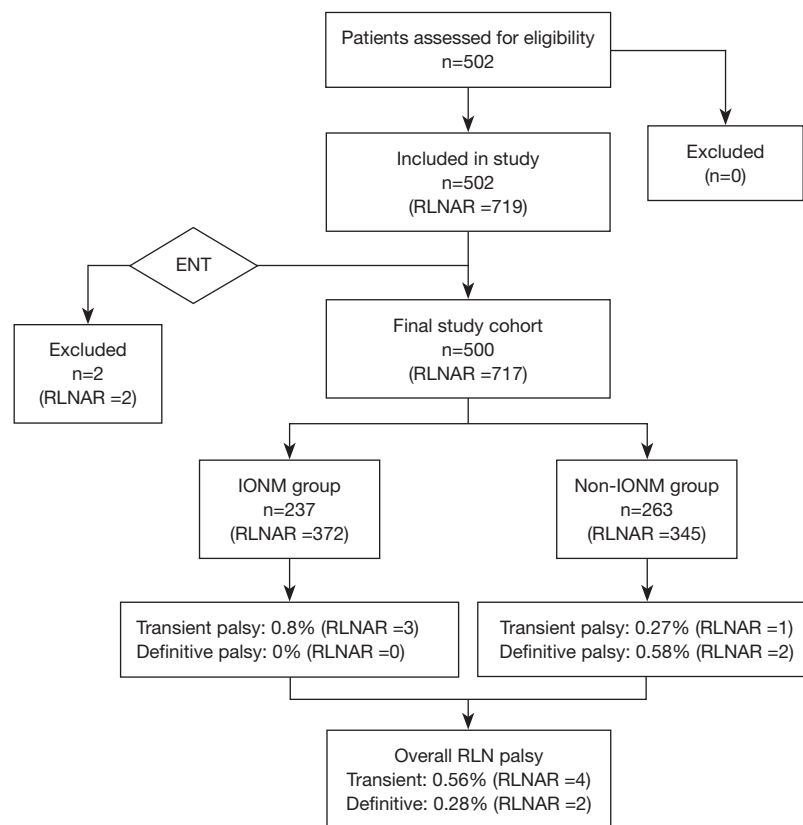 Patients assessed for eligibility
n=502
Excluded
(n=0)
Included in study
n=502
(RLNAR =719)
ENT
Excluded
n=2
(RLNAR =2)
Final study cohort
n=500
(RLNAR =717)
IONM group
n=237
(RLNAR =372)
Non-IONM group
n=263
(RLNAR =345)
Transient palsy: 0.8% (RLNAR =3)
Definitive palsy: 0% (RLNAR =0)
Transient palsy: 0.27% (RLNAR =1)
Definitive palsy: 0.58% (RLNAR =2)
Overall RLN palsy
Transient: 0.56% (RLNAR =4)
Definitive: 0.28% (RLNAR =2)